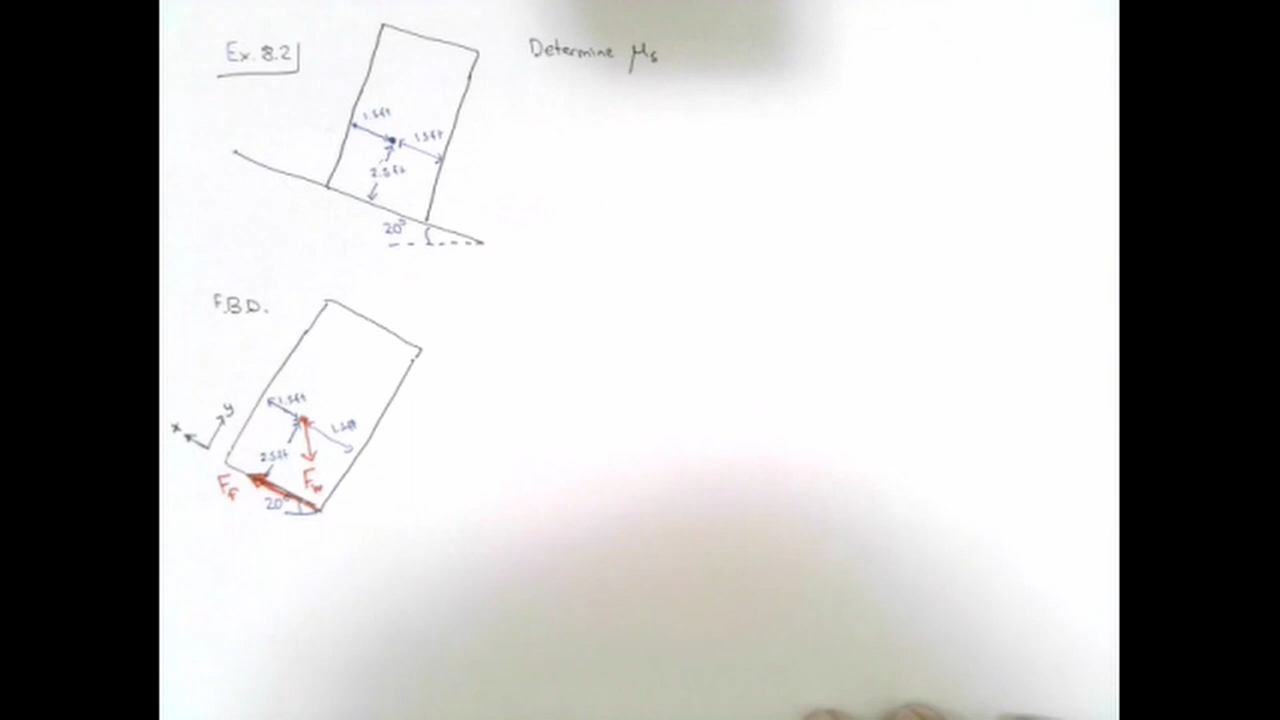 Ex. 8.2
Determine μs
1.5ft
1.5ft
2.5ft
20°
F.B.D.
y
x
1.5ft
1.5ft
2.5ft
Ff
Fw
20°